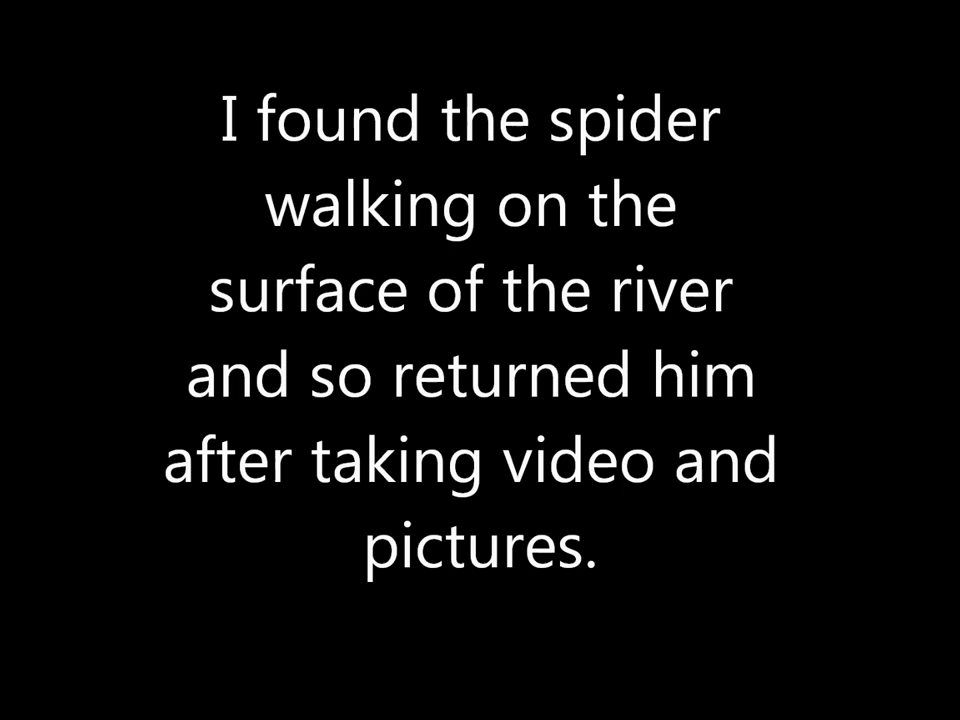 I found the spider
walking on the
surface of the river
and so returned him
after taking video and
pictures.